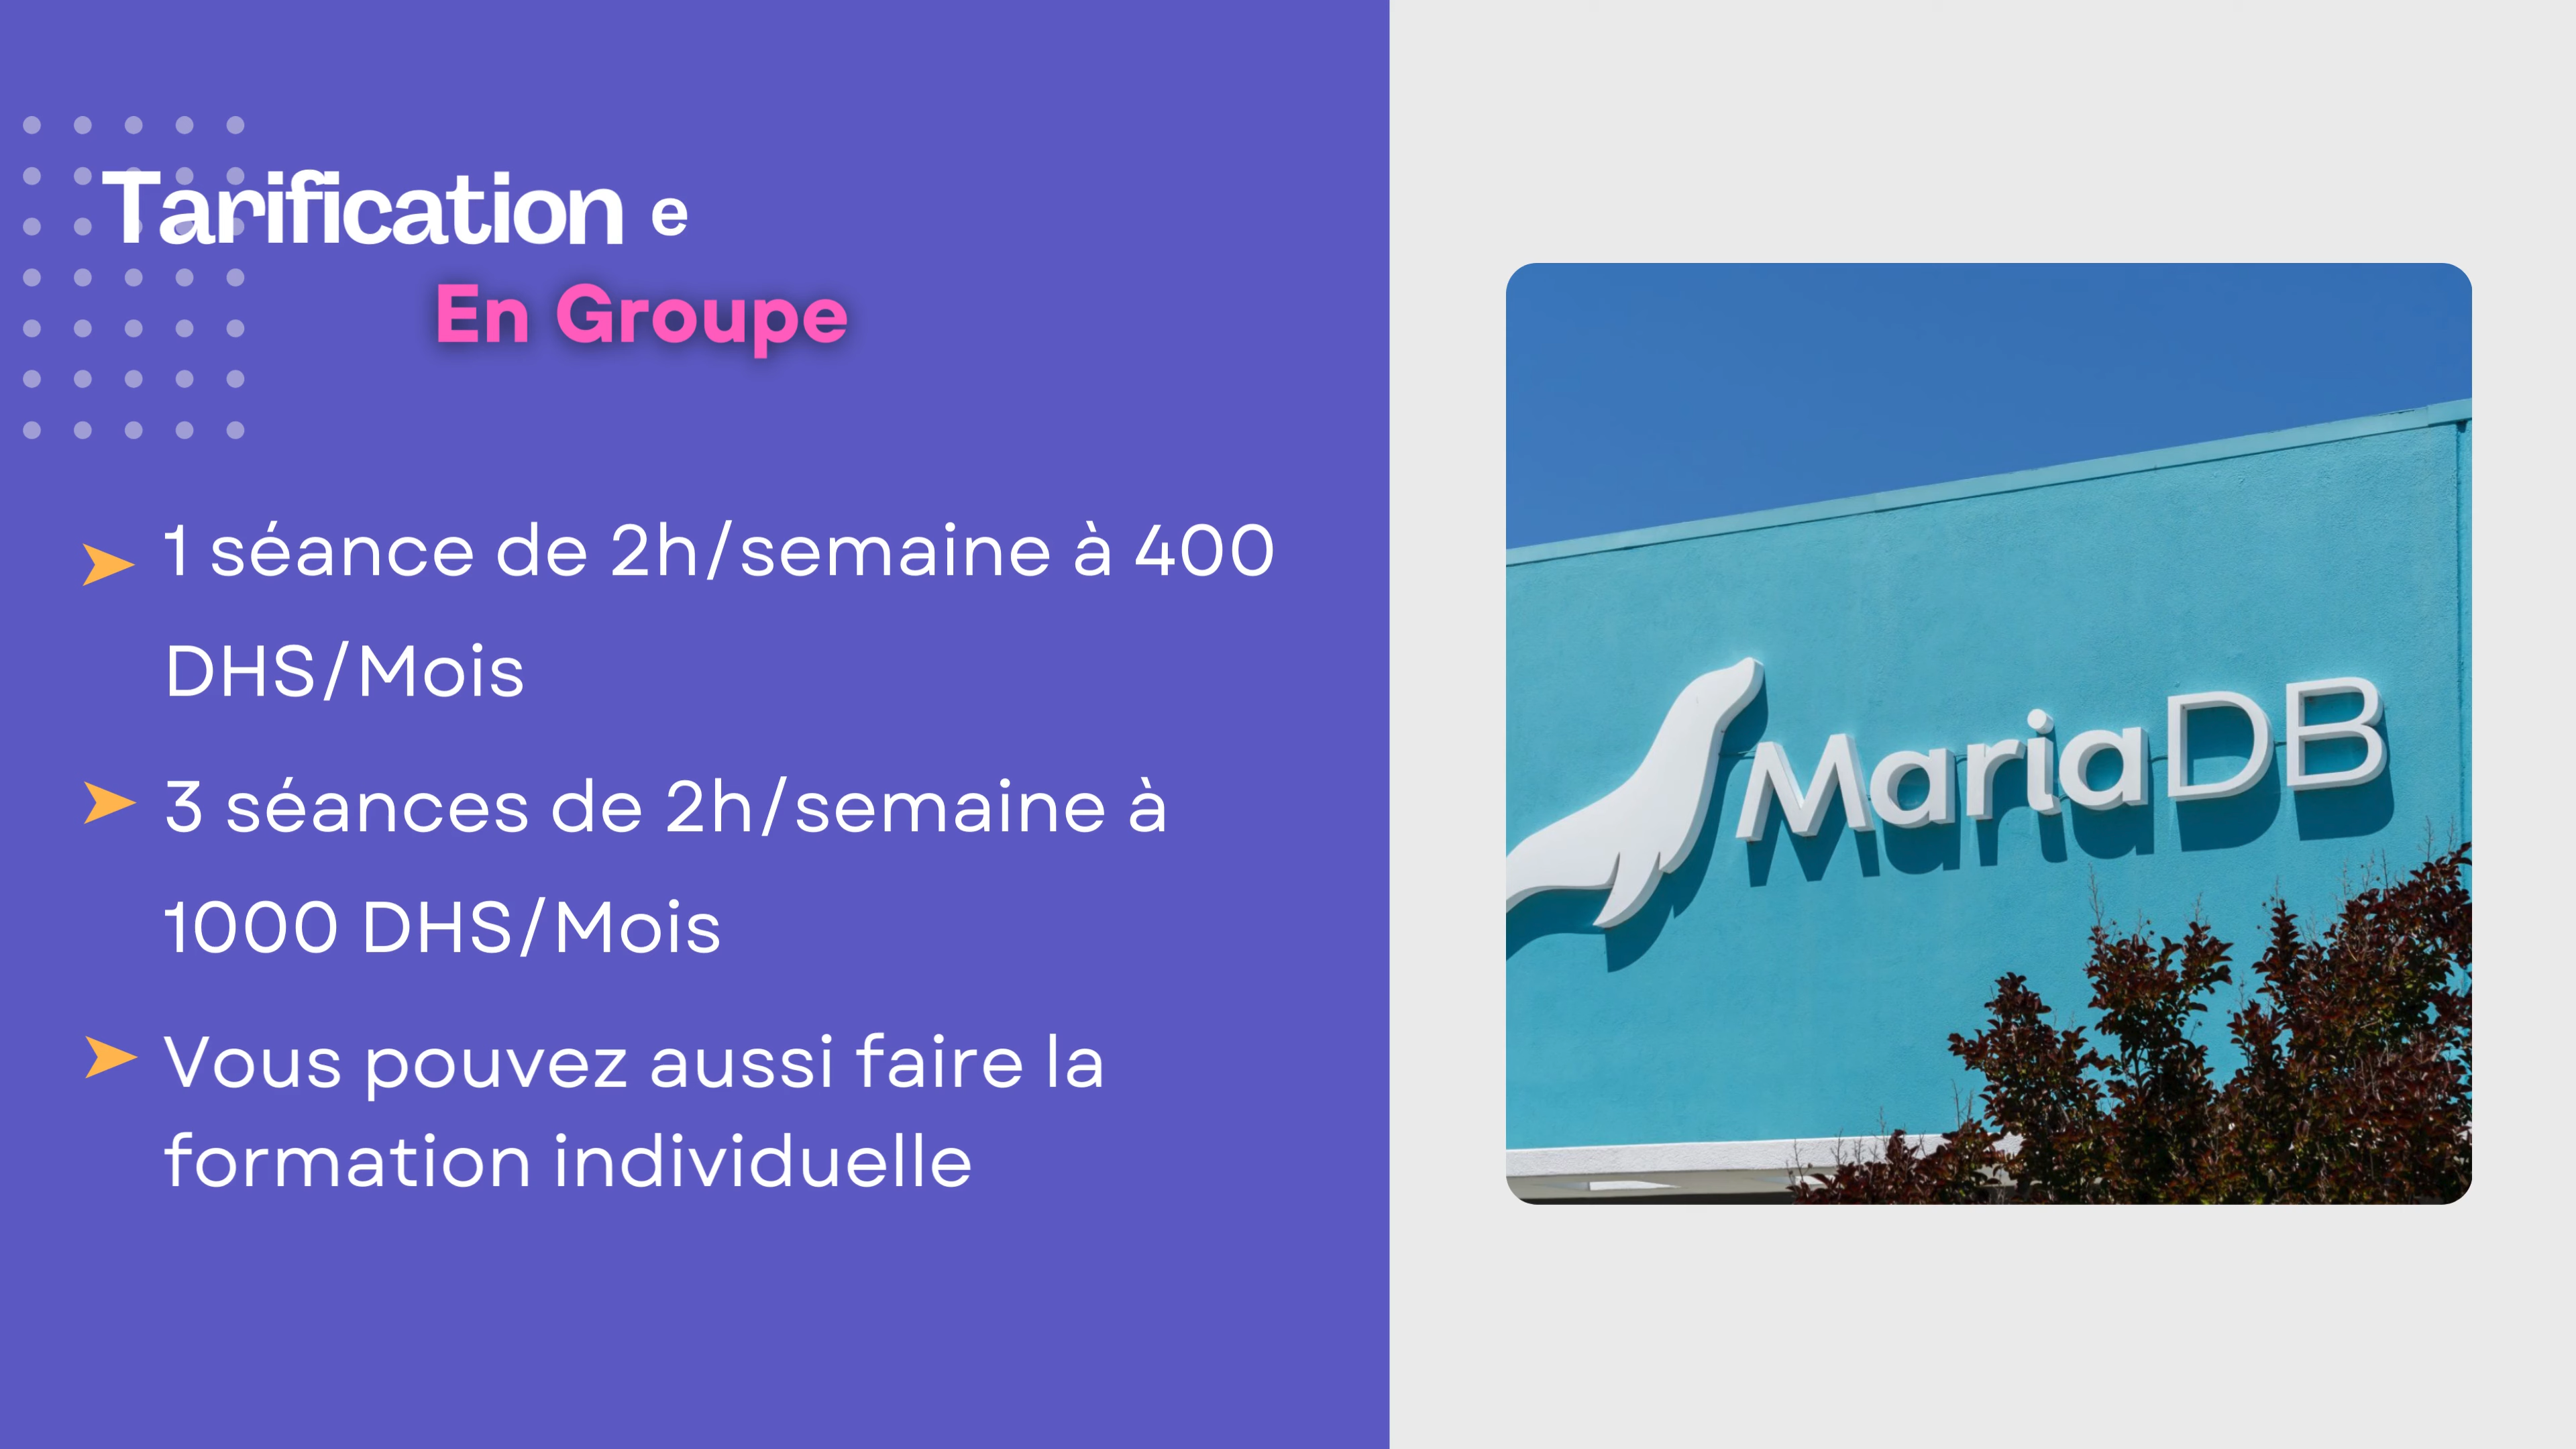 Tarification e
En Groupe
1 séance de 2h/semaine à 400
DHS/Mois
3 séances de 2h/semaine à
1000 DHS/Mois
Vous pouvez aussi faire la
formation individuelle
MariaDB